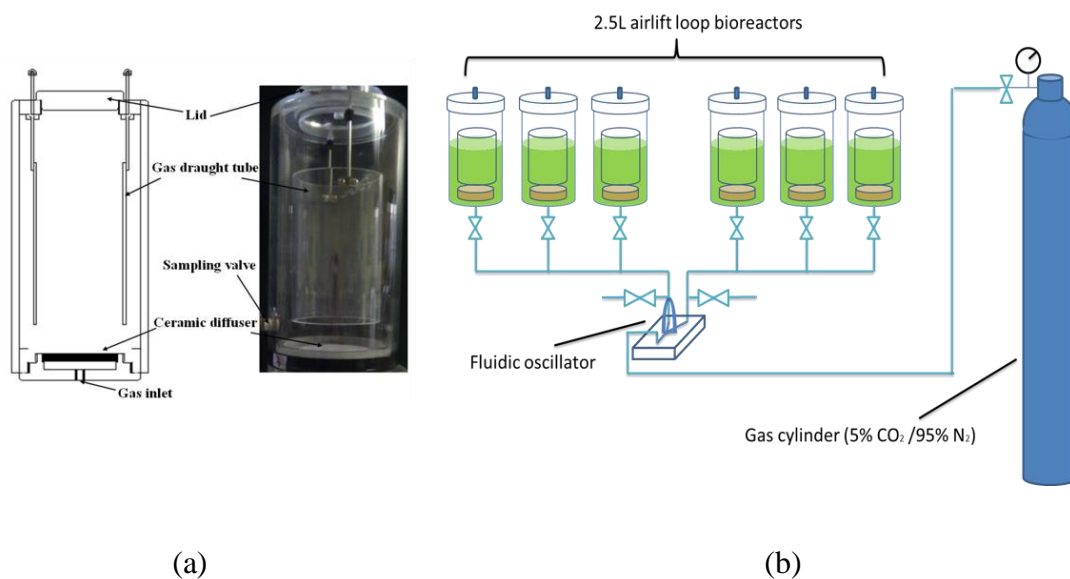 2.5L airlift loop bioreactors
Lid
Gas draught tube
Sampling valve
Ceramic diffuser
Gas inlet
Fluidic oscillator
Gas cylinder (5% CO₂ /95% N₂)
(a)
(b)